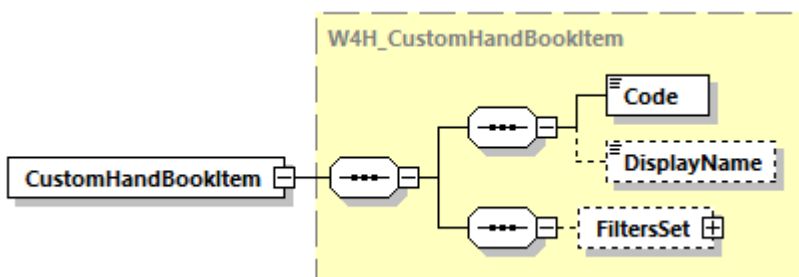 W4H_CustomHandBookItem
Code
DisplayName
CustomHandBookItem
FiltersSet